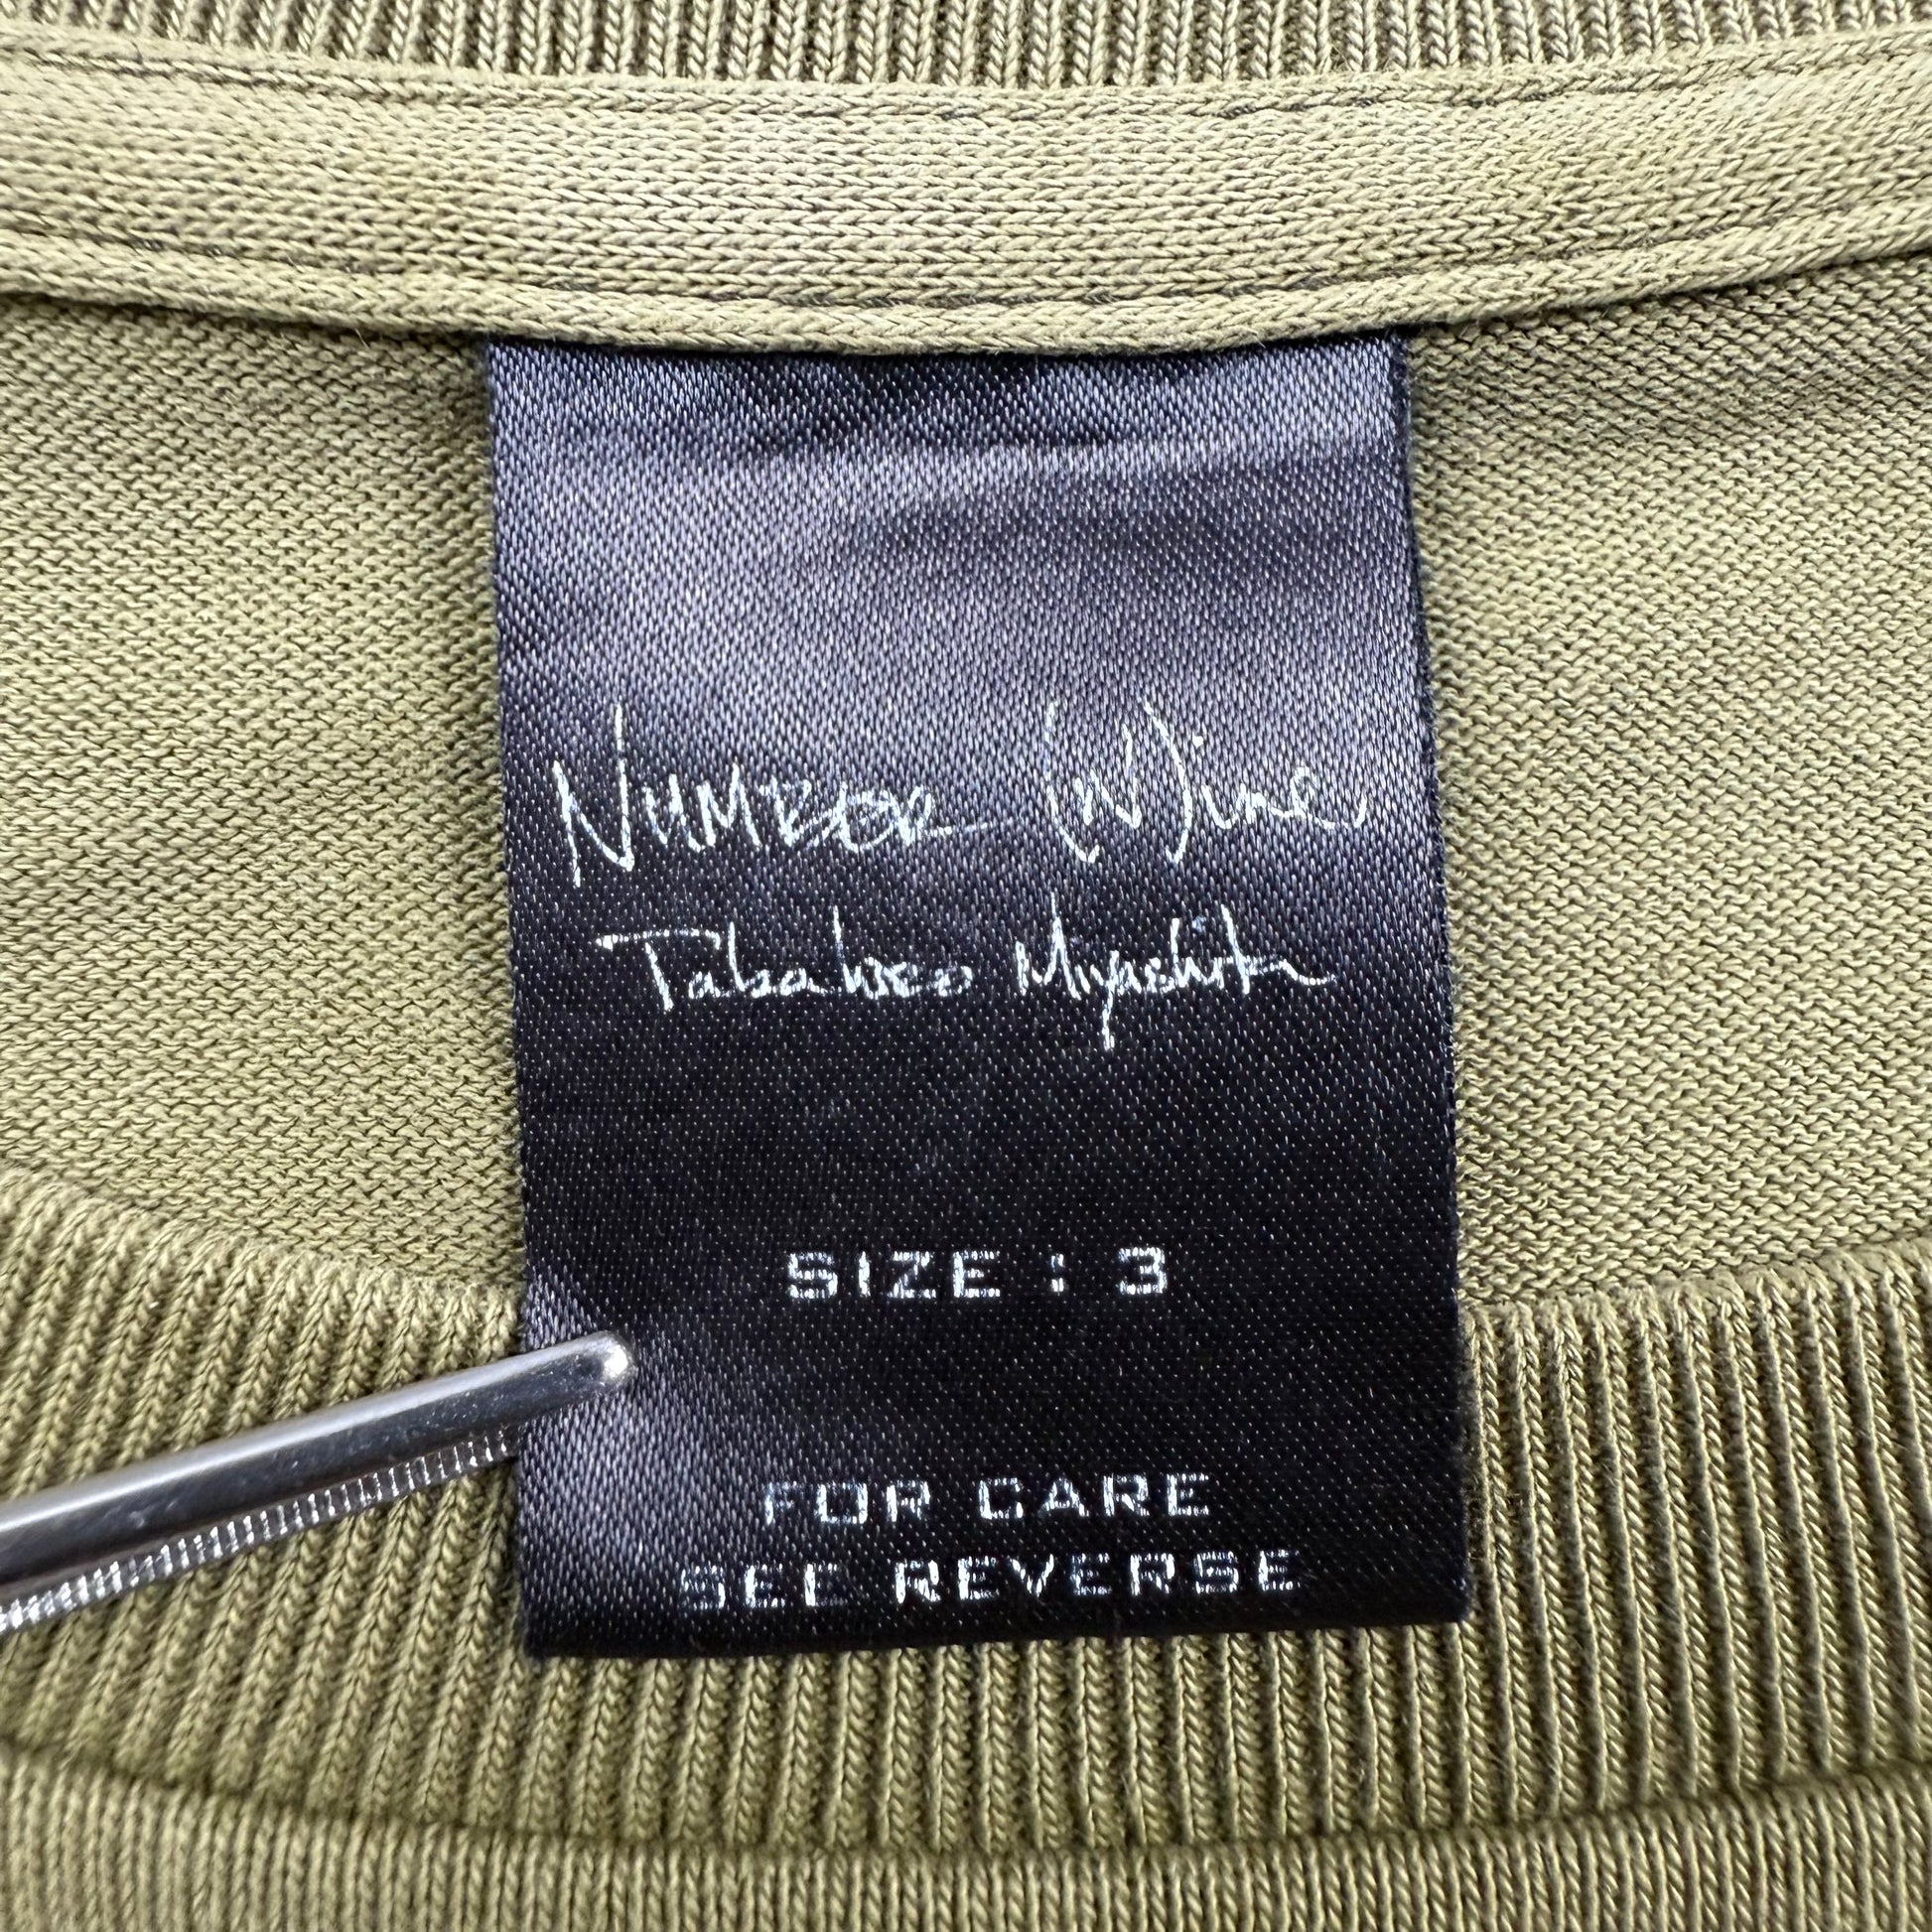 NUMBER (N)ine
Takahiro Miyashita
SIZE : 3
FOR CARE
SEE REVERSE